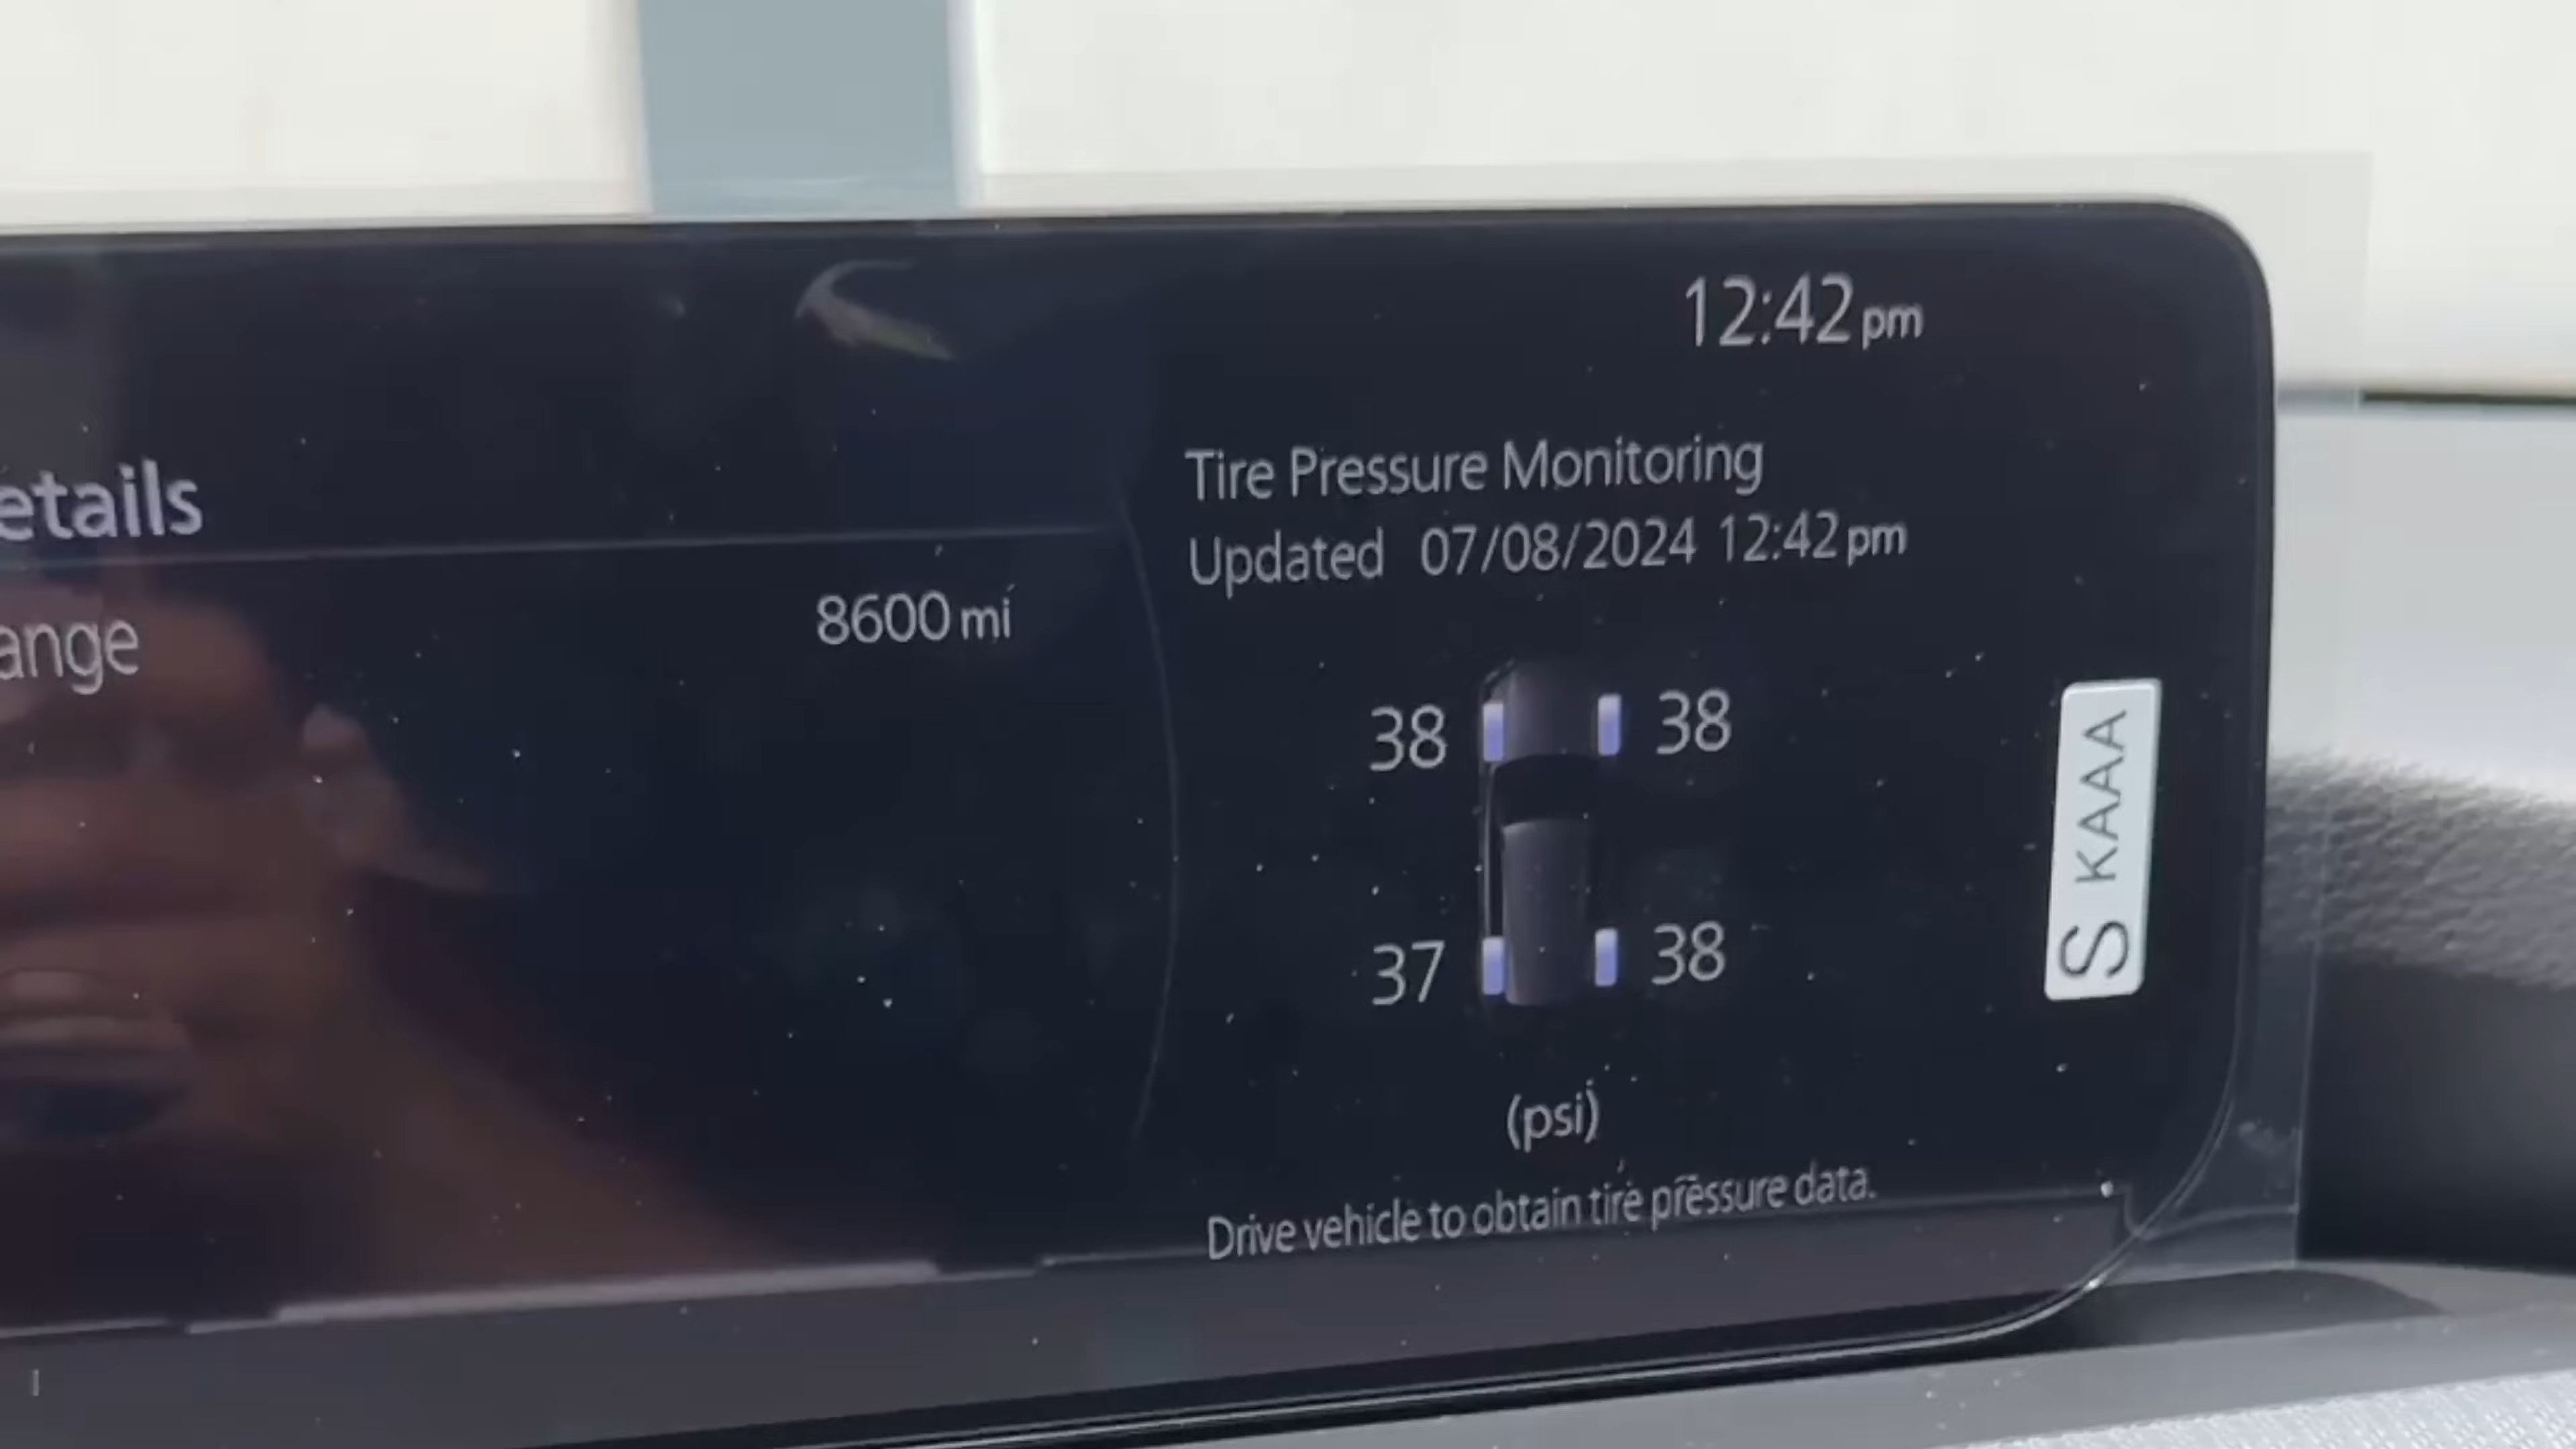 12:42 pm
etails
Tire Pressure Monitoring
Updated 07/08/2024 12:42 pm
ange 8600 mi
38 38
37 38
(psi)
Drive vehicle to obtain tire pressure data.
S KAAA